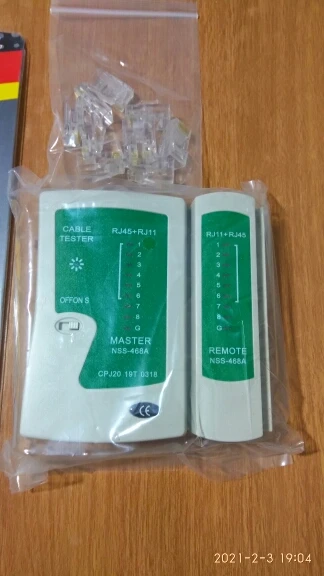 CABLE
TESTER
RJ45+RJ11
1
2
3
4
5
6
7
8
G
OFFON S
MASTER
NSS-468A
CPJ20 19T 0318
CE
RJ11+RJ45
1
2
3
4
5
6
7
8
G
REMOTE
NSS-468A
2021-2-3 19:04